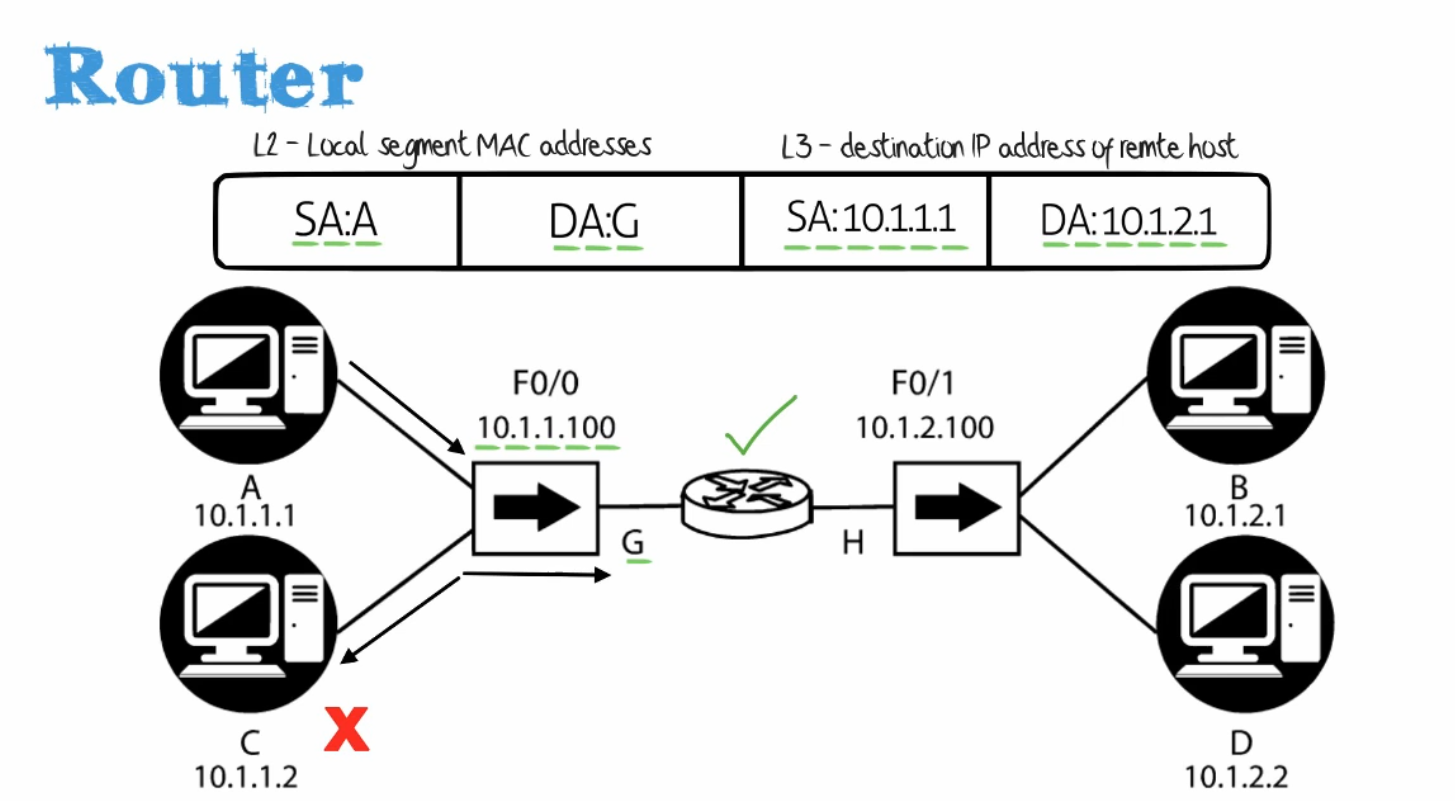 Router
L2 - Local segment MAC addresses
L3 - destination IP address of remte host
SA:A
DA:G
SA:10.1.1.1
DA:10.1.2.1
F0/0
10.1.1.100
F0/1
10.1.2.100
A
10.1.1.1
B
10.1.2.1
G
H
C
10.1.1.2
X
D
10.1.2.2